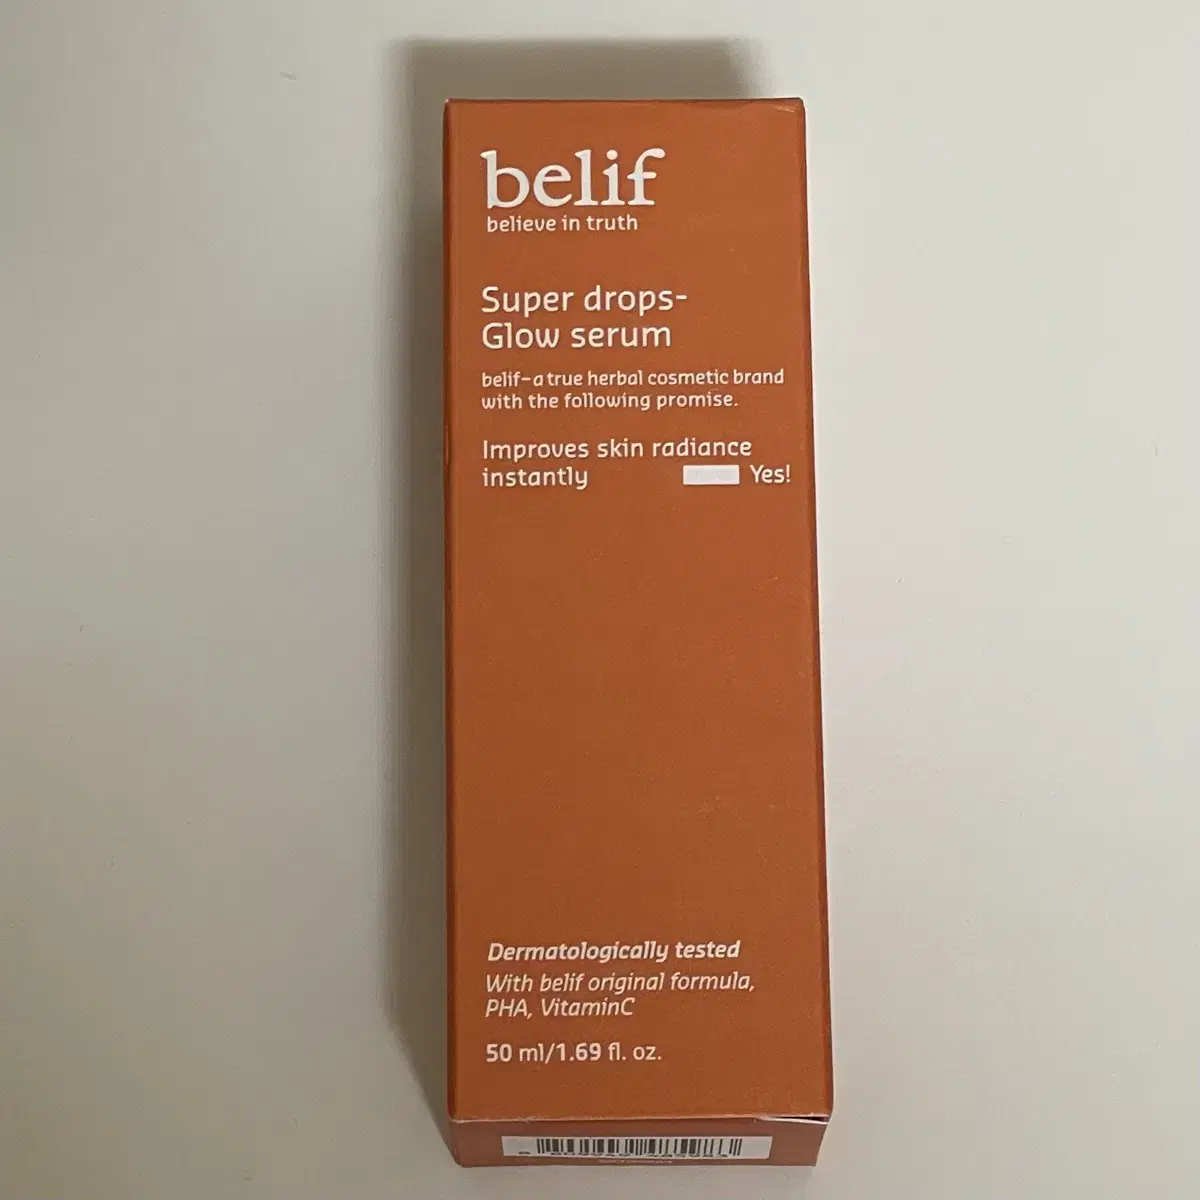 belif
believe in truth
Super drops-
Glow serum
belif-a true herbal cosmetic brand
with the following promise.
Improves skin radiance
instantly Yes!
Dermatologically tested
With belif original formula,
PHA, VitaminC
50 ml/1.69 fl. oz.